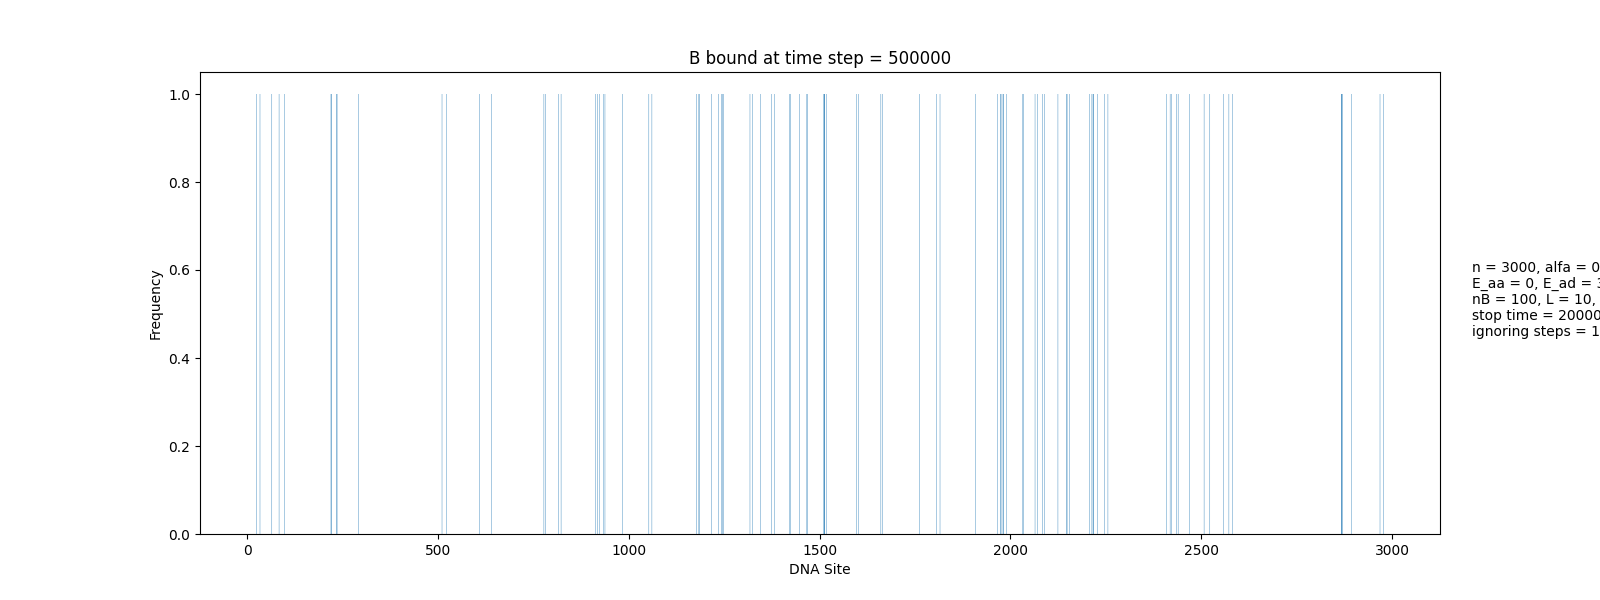 B bound at time step = 500000
1.0
0.8
0.6
0.4
0.2
0.0
Frequency
0 500 1000 1500 2000 2500 3000
DNA Site
n = 3000, alfa = 0
E_aa = 0, E_ad =
nB = 100, L = 10,
stop time = 20000
ignoring steps = 1